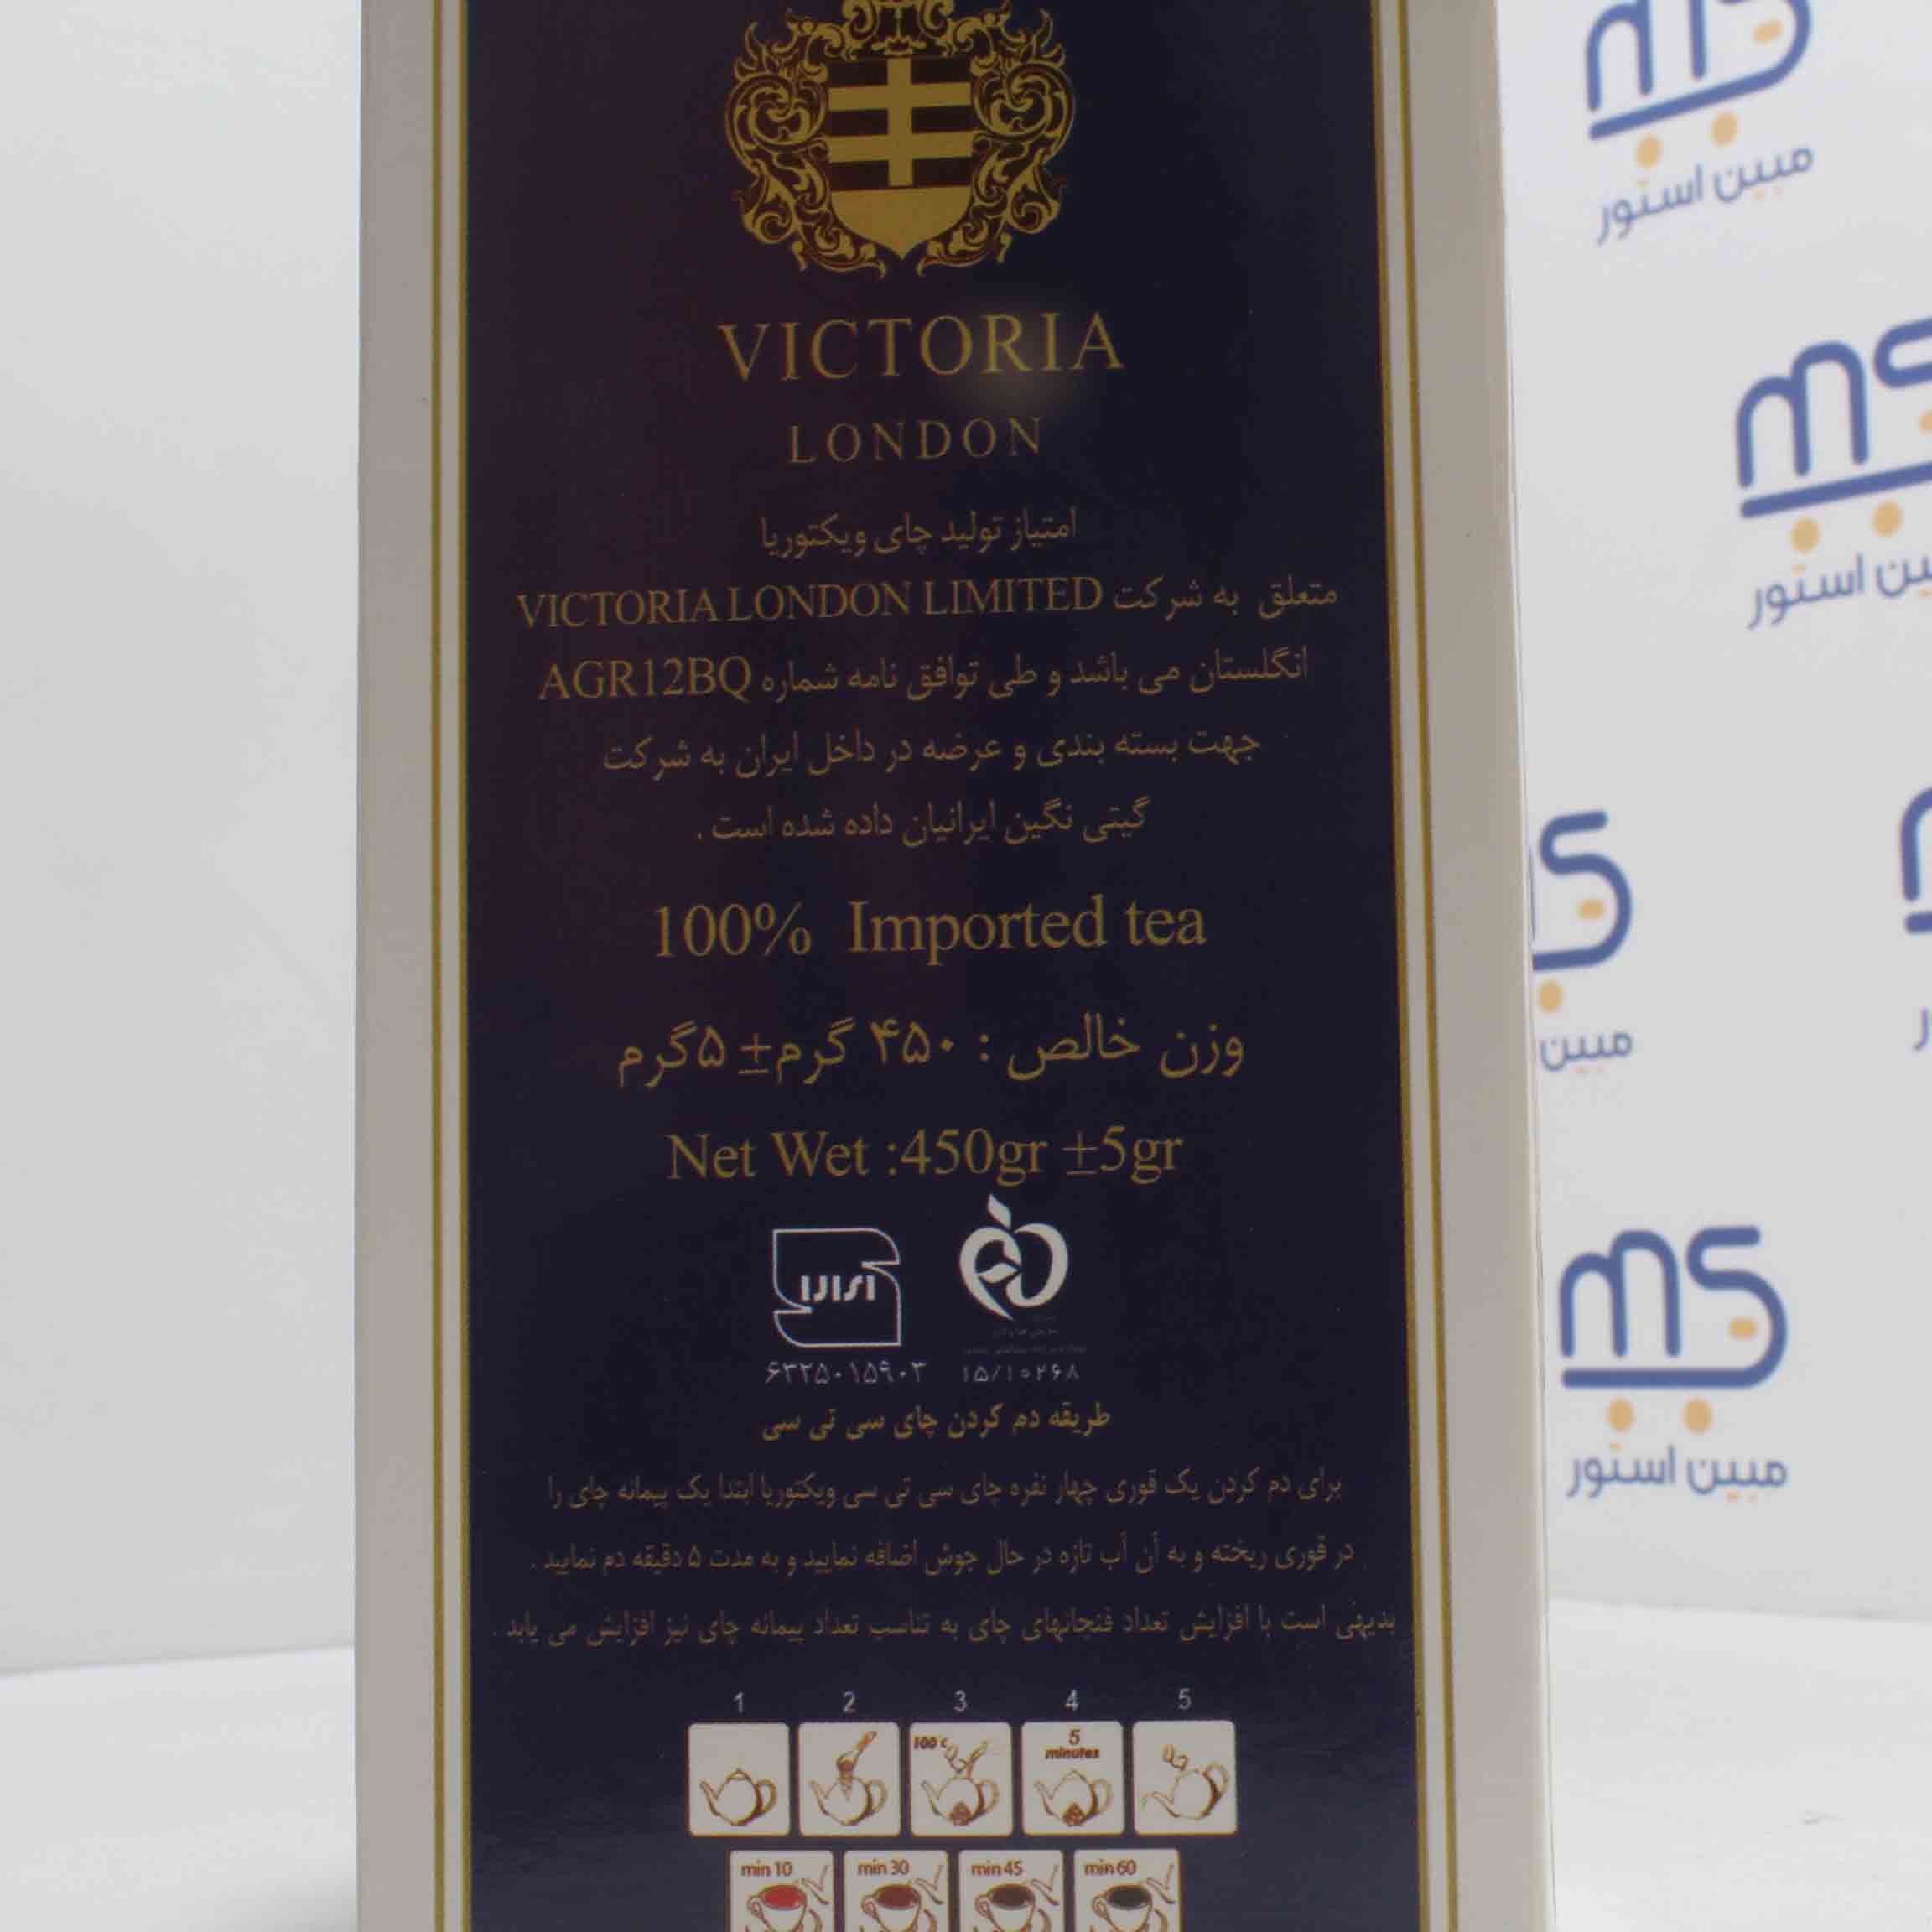 VICTORIA
LONDON
امتیاز تولید چای ویکتوریا
متعلق به شرکت VICTORIA LONDON LIMITED
انگلستان می باشد و طی توافق نامه شماره AGR12BQ
جهت بسته بندی و عرضه در داخل ایران به شرکت
گیتی نگین ایرانیان داده شده است .
100% Imported tea
وزن خالص : ۴۵۰ گرم± ۵گرم
Net Wet :450gr ±5gr
۶۳۲۵۰۱۵۹۰۳
۱۵/۱۰۲۶۸
طریقه دم کردن چای سی تی سی
برای دم کردن یک قوری چهار نفره چای سی تی سی ویکتوریا ابتدا یک پیمانه چای را
در قوری ریخته و به آن آب تازه در حال جوش اضافه نمایید و به مدت ۵ دقیقه دم نمایید .
بدیهی است با افزایش تعداد فنجانهای چای به تناسب تعداد پیمانه چای نیز افزایش می یابد .
1 2 3 4 5
100 c
5
minutes
min 10 min 30 min 45 min 60
ms
مبین استور
ms
مبین استور
مبین
ms
مبین استور